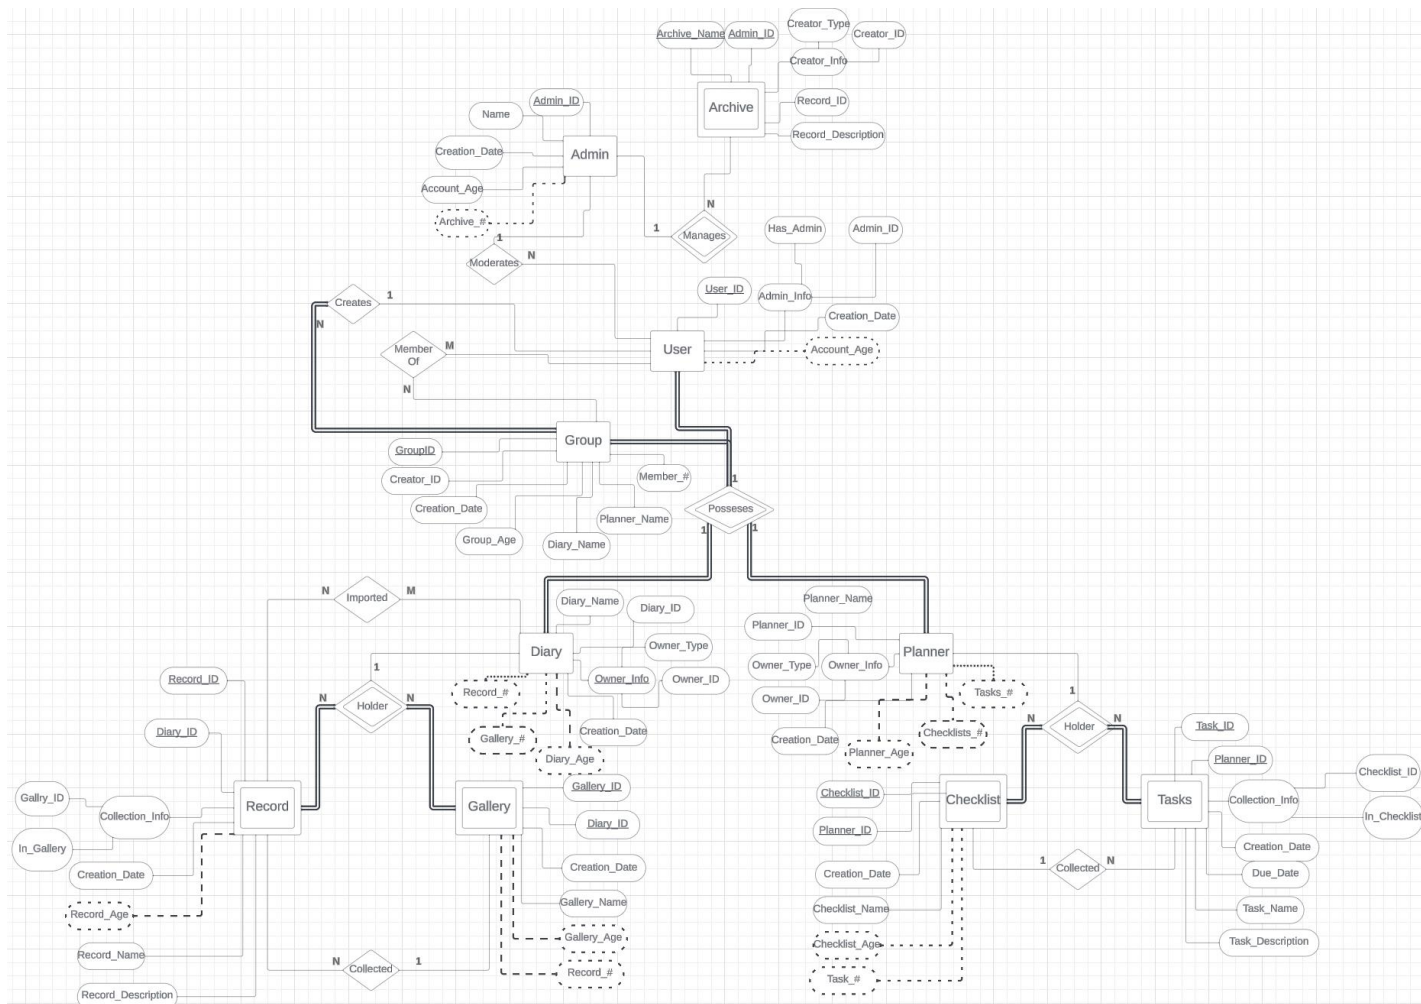 Creator_Type
Archive_Name
Admin_ID
Creator_ID
Creator_Info
Archive
Record_ID
Record_Description
Admin_ID
Name
Creation_Date
Admin
Account_Age
Archive_#
1
Moderates
N
1
Manages
N
Has_Admin
Admin_ID
User_ID
Admin_Info
Creation_Date
Account_Age
User
Creates
1
N
Member
Of
M
N
Group
GroupID
Creator_ID
Creation_Date
Group_Age
Diary_Name
Planner_Name
Member_#
1
Posseses
1
1
N
Imported
M
Diary_Name
Diary_ID
Diary
Owner_Type
Owner_Info
Owner_ID
Record_#
Gallery_#
Diary_Age
Creation_Date
Planner_Name
Planner_ID
Owner_Type
Owner_Info
Owner_ID
Creation_Date
Planner
Planner_Age
Checklists_#
Tasks_#
1
N
Holder
N
1
N
Holder
N
Record_ID
Diary_ID
Gallry_ID
Collection_Info
In_Gallery
Creation_Date
Record_Age
Record_Name
Record_Description
Record
Gallery
Gallery_ID
Diary_ID
Creation_Date
Gallery_Name
Gallery_Age
Record_#
N
Collected
1
Checklist_ID
Planner_ID
Creation_Date
Checklist_Name
Checklist_Age
Task_#
Checklist
1
Collected
N
Tasks
Task_ID
Planner_ID
Collection_Info
Checklist_ID
In_Checklist
Creation_Date
Due_Date
Task_Name
Task_Description